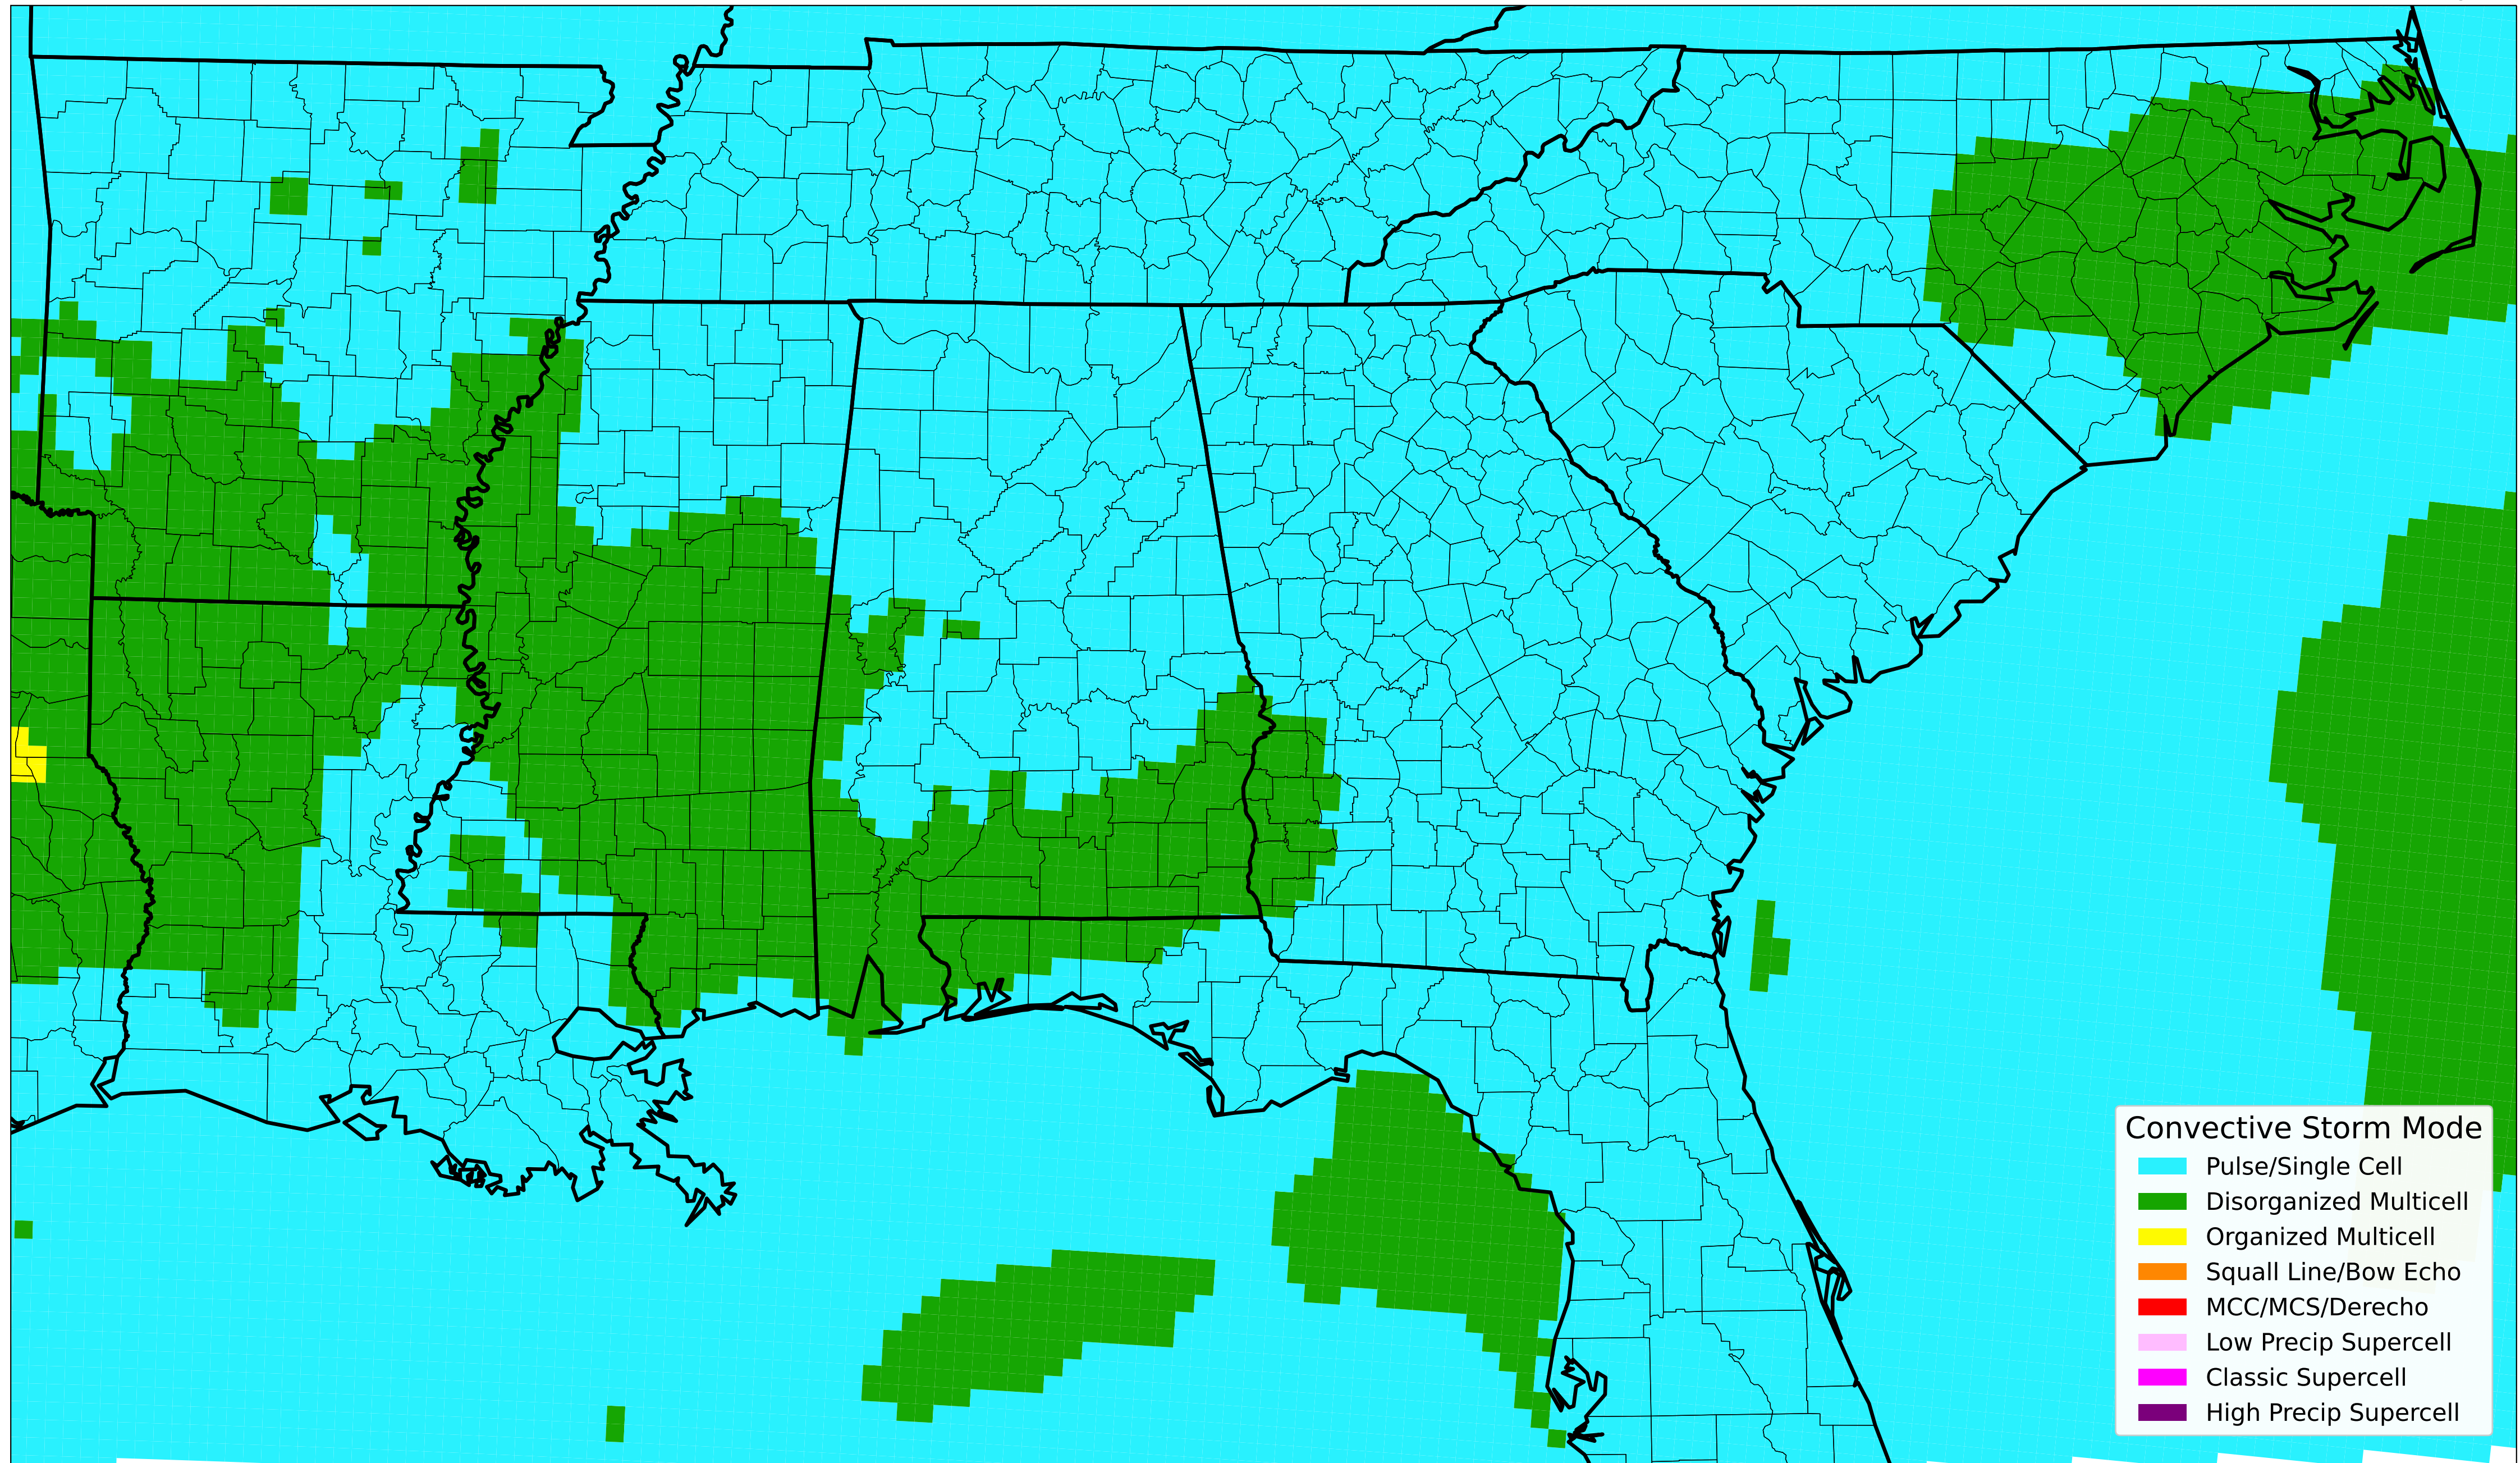 Convective Storm Mode
Pulse/Single Cell
Disorganized Multicell
Organized Multicell
Squall Line/Bow Echo
MCC/MCS/Derecho
Low Precip Supercell
Classic Supercell
High Precip Supercell